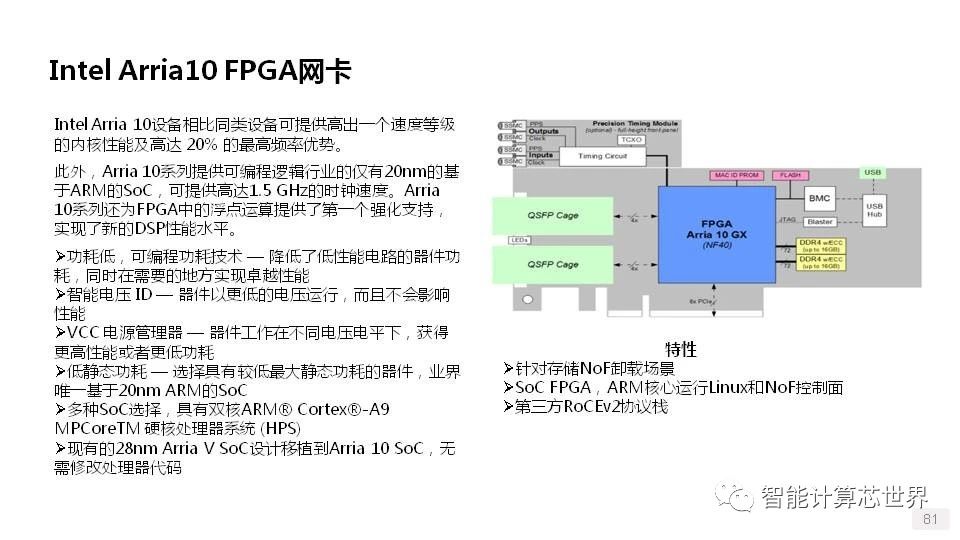 Intel Arria10 FPGA网卡
Intel Arria 10设备相比同类设备可提供高出一个速度等级
的内核性能及高达 20% 的最高频率优势。
此外，Arria 10系列提供可编程逻辑行业的仅有20nm的基
于ARM的SoC，可提供高达1.5 GHz的时钟速度。Arria
10系列还为FPGA中的浮点运算提供了第一个强化支持，
实现了新的DSP性能水平。
➢功耗低，可编程功耗技术 — 降低了低性能电路的器件功
耗，同时在需要的地方实现卓越性能
➢智能电压 ID — 器件以更低的电压运行，而且不会影响
性能
➢VCC 电源管理器 — 器件工作在不同电压电平下，获得
更高性能或者更低功耗
➢低静态功耗 — 选择具有较低最大静态功耗的器件，业界
唯一基于20nm ARM的SoC
➢多种SoC选择，具有双核ARM® Cortex®-A9
MPCoreTM 硬核处理器系统 (HPS)
➢现有的28nm Arria V SoC设计移植到Arria 10 SoC，无
需修改处理器代码
Precision Timing Module
(optional) - full-height front panel
SSMC
SSMC
SSMC
SSMC
PPS
Outputs
Clock
PPS
Inputs
Clock
TCXO
Timing Circuit
MAC ID PROM
FLASH
USB
QSFP Cage
4x
LEDs
QSFP Cage
4x
FPGA
Arria 10 GX
(NF40)
BMC
JTAG
Blaster
USB
Hub
72
DDR4 w/ECC
(up to 16GB)
72
DDR4 w/ECC
(up to 16GB)
8x PCIe
特性
➢针对存储NoF卸载场景
➢SoC FPGA，ARM核心运行Linux和NoF控制面
➢第三方RoCEv2协议栈
智能计算芯世界
81